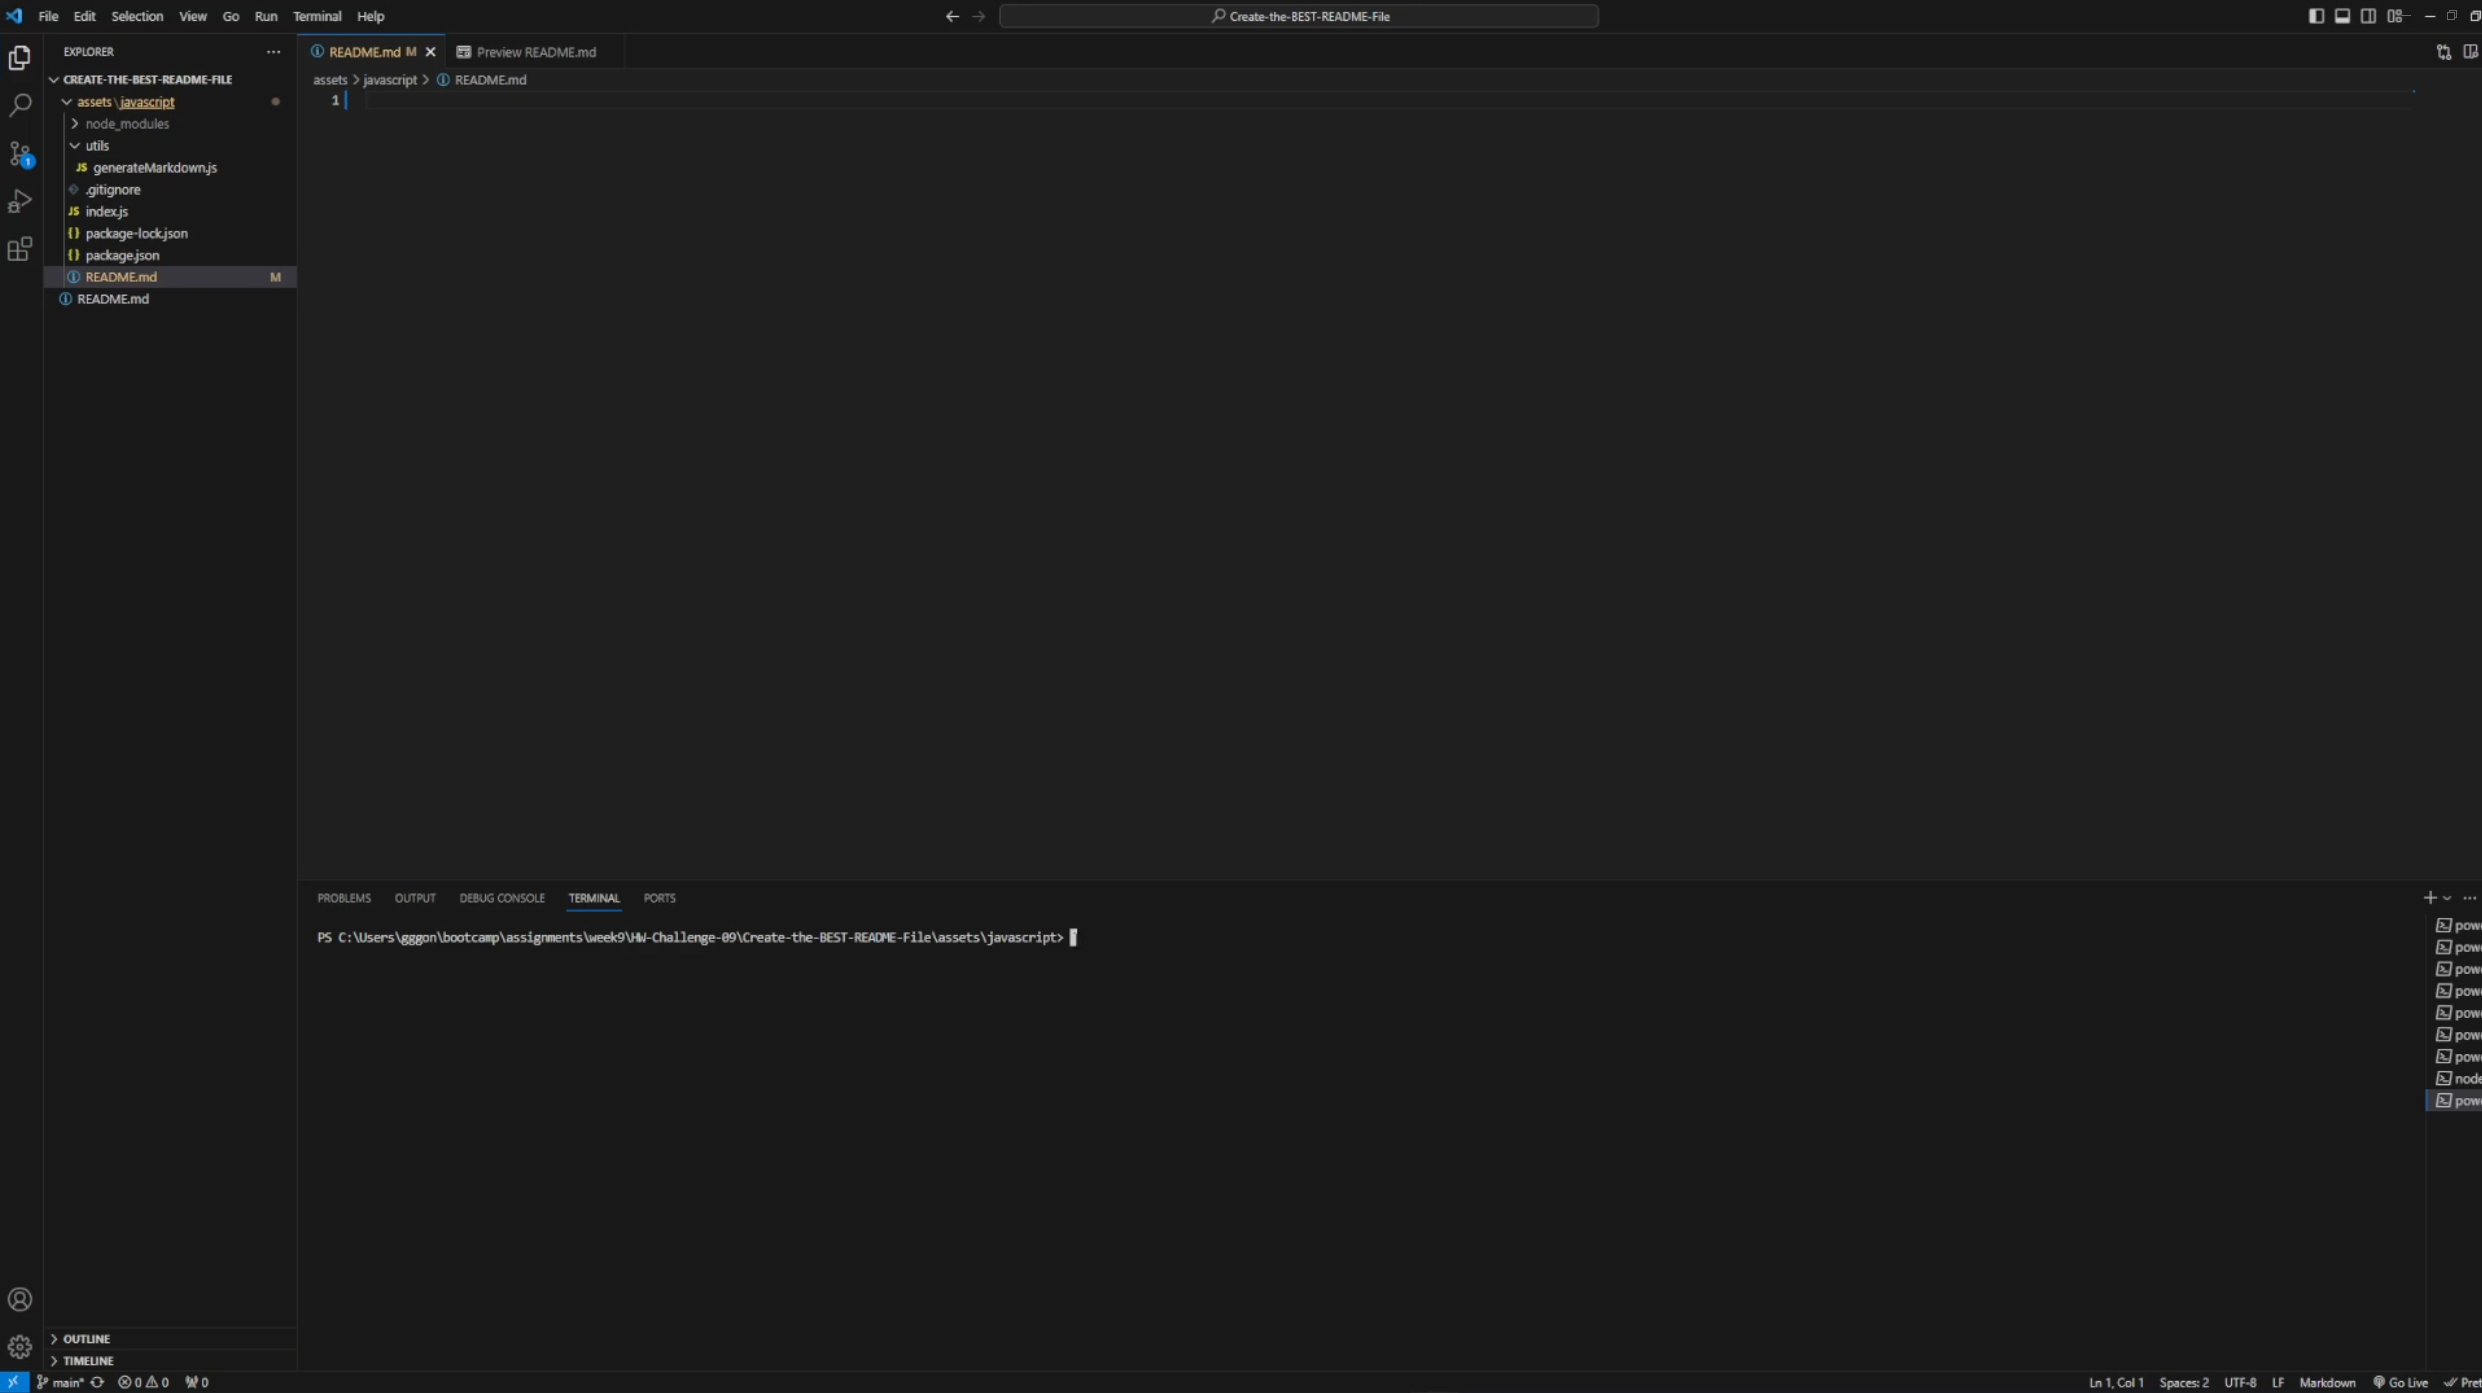 File Edit Selection View Go Run Terminal Help
Create-the-BEST-README-File
EXPLORER
README.md M
Preview README.md
CREATE-THE-BEST-README-FILE
assets > javascript > README.md
1
assets \ javascript
node_modules
utils
JS generateMarkdown.js
.gitignore
JS index.js
{} package-lock.json
{} package.json
README.md M
README.md
PROBLEMS OUTPUT DEBUG CONSOLE TERMINAL PORTS
PS C:\Users\gggon\bootcamp\assignments\week9\HW-Challenge-09\Create-the-BEST-README-File\assets\javascript>
pow
pow
pow
pow
pow
pow
pow
node
pow
1
OUTLINE
TIMELINE
main* 0 0 0
Ln 1, Col 1 Spaces: 2 UTF-8 LF Markdown Go Live Pret